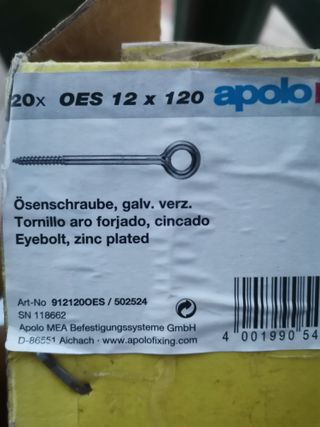 20x OES 12 x 120 apolo
Ösenschraube, galv. verz.
Tornillo aro forjado, cincado
Eyebolt, zinc plated
Art-No 912120OES / 502524
SN 118662
Apolo MEA Befestigungssysteme GmbH
D-86551 Aichach · www.apolofixing.com
4 001990 54